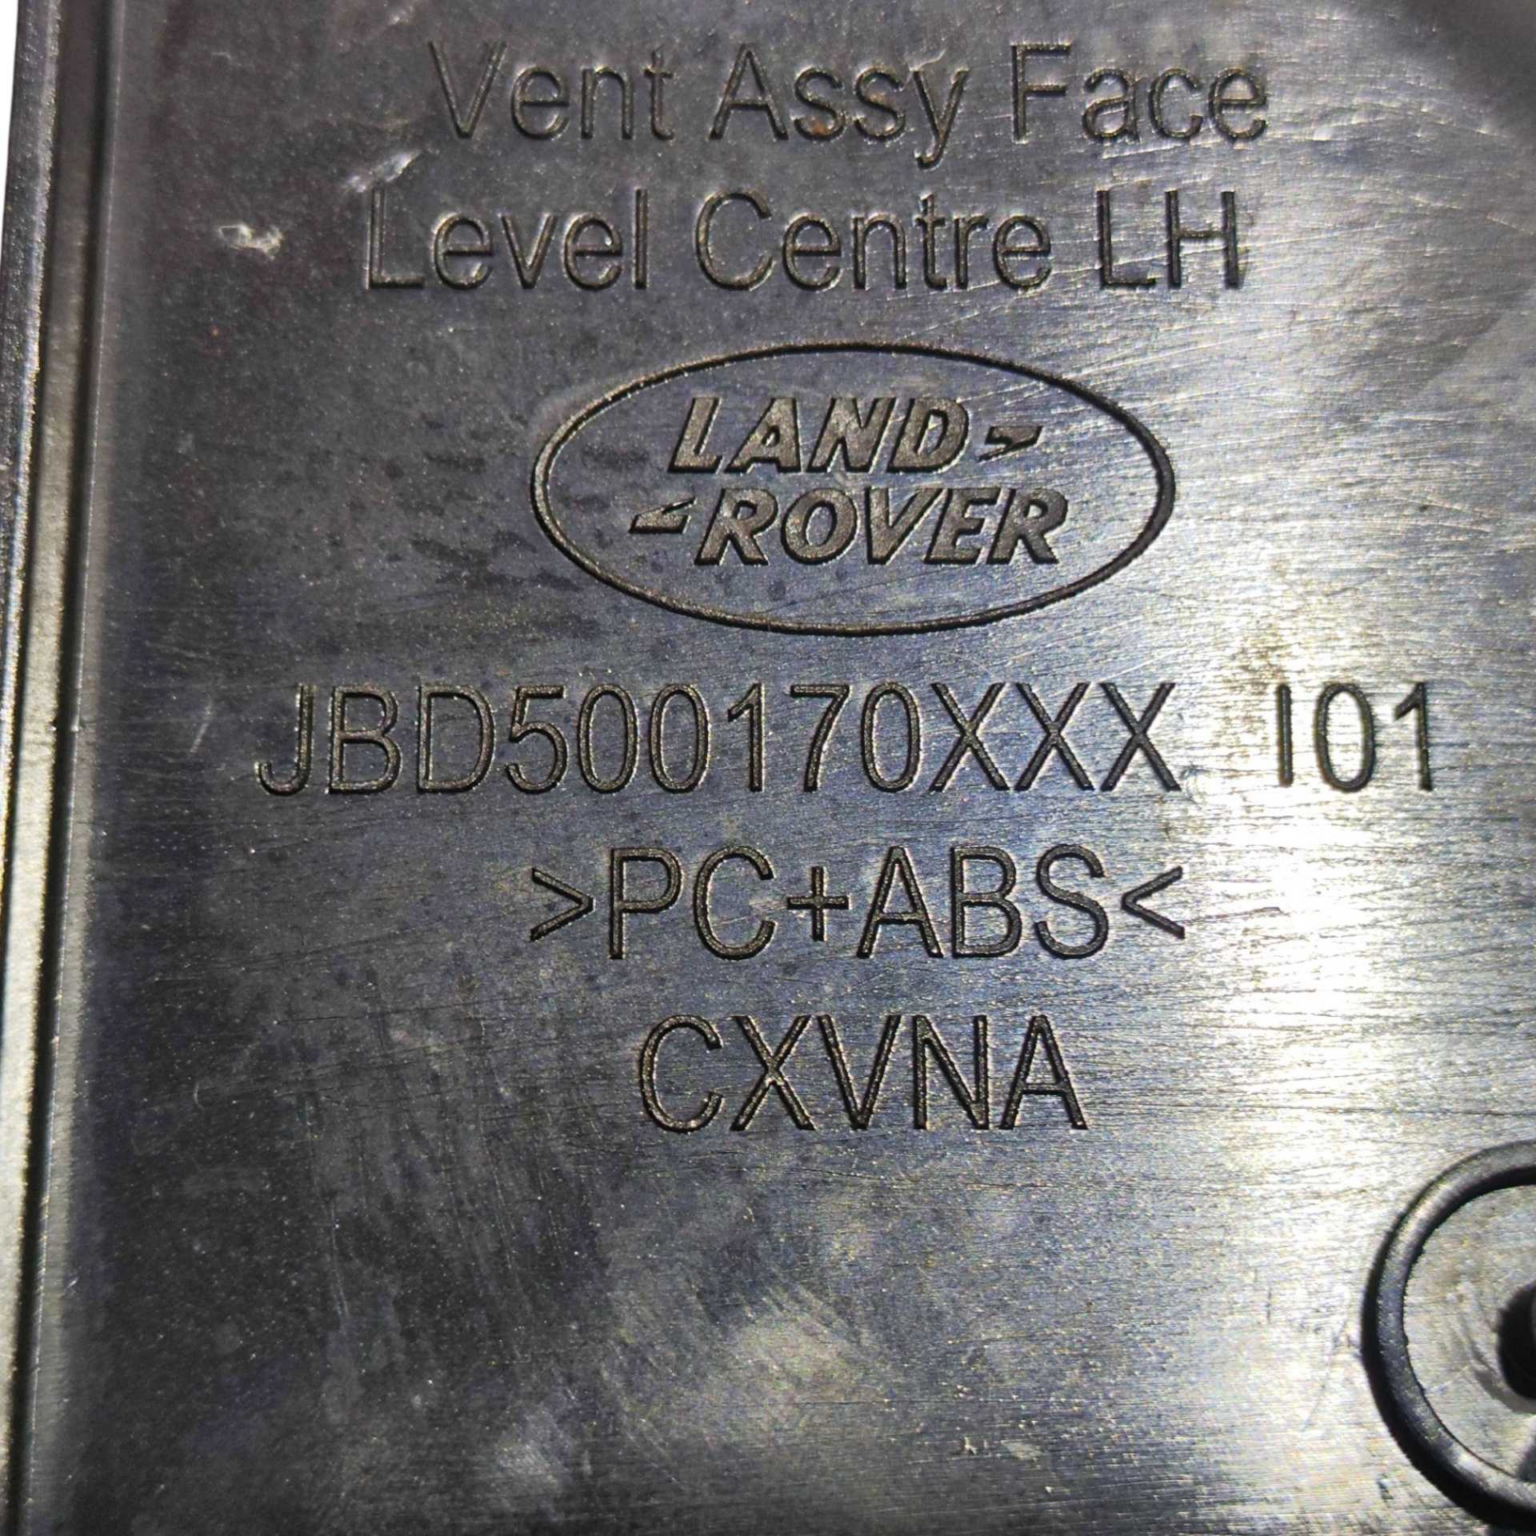 Vent Assy Face
Level Centre LH
LAND
ROVER
JBD500170XXX I01
>PC+ABS<
CXVNA